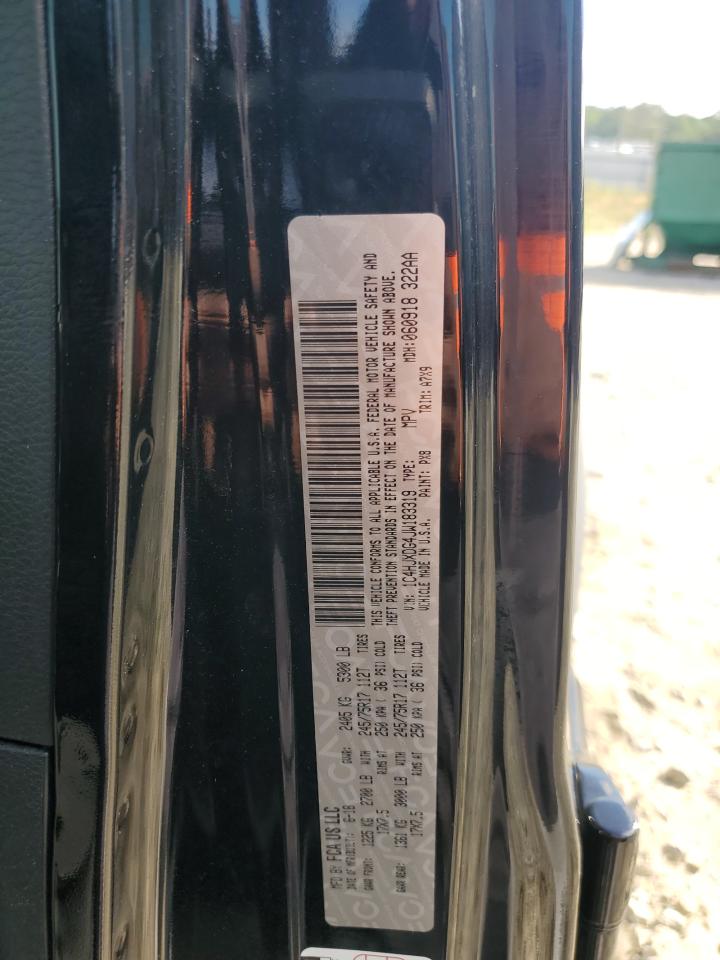 MFD BY FCA US LLC
DATE OF MFR(BUILT): 6-18 GVWR: 2405 KG 5300 LB
GAWR FRONT: 1225 KG 2700 LB WITH 245/75R17 112T TIRES
17X7.5 RIMS AT 250 KPA ( 36 PSI) COLD
GAWR REAR: 1361 KG 3000 LB WITH 245/75R17 112T TIRES
17X7.5 RIMS AT 250 KPA ( 36 PSI) COLD
THIS VEHICLE CONFORMS TO ALL APPLICABLE U.S.A. FEDERAL MOTOR VEHICLE SAFETY AND
THEFT PREVENTION STANDARDS IN EFFECT ON THE DATE OF MANUFACTURE SHOWN ABOVE.
VIN: 1C4HJXDG4JW183319 TYPE: MPV MDH:060918 322AA
VEHICLE MADE IN U.S.A. PAINT: PX8 TRIM: A7X9